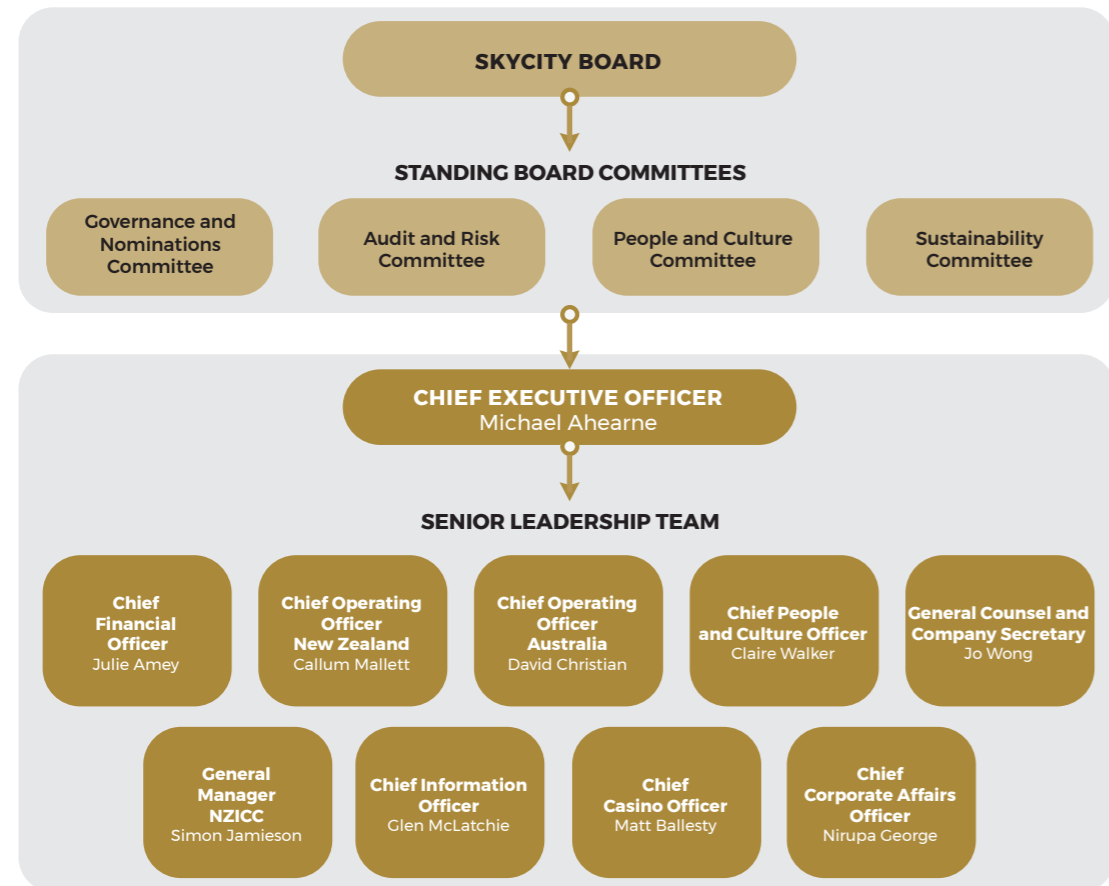 SKYCITY BOARD
STANDING BOARD COMMITTEES
Governance and
Nominations
Committee
Audit and Risk
Committee
People and Culture
Committee
Sustainability
Committee
CHIEF EXECUTIVE OFFICER
Michael Ahearne
SENIOR LEADERSHIP TEAM
Chief
Financial
Officer
Julie Amey
Chief Operating
Officer
New Zealand
Callum Mallett
Chief Operating
Officer
Australia
David Christian
Chief People
and Culture Officer
Claire Walker
General Counsel and
Company Secretary
Jo Wong
General
Manager
NZICC
Simon Jamieson
Chief Information
Officer
Glen McLatchie
Chief
Casino Officer
Matt Ballesty
Chief
Corporate Affairs
Officer
Nirupa George